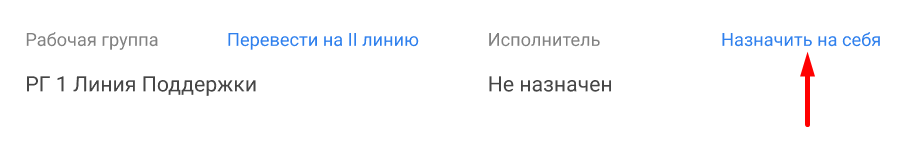 Рабочая группа Перевести на II линию Исполнитель Назначить на себя
РГ 1 Линия Поддержки Не назначен